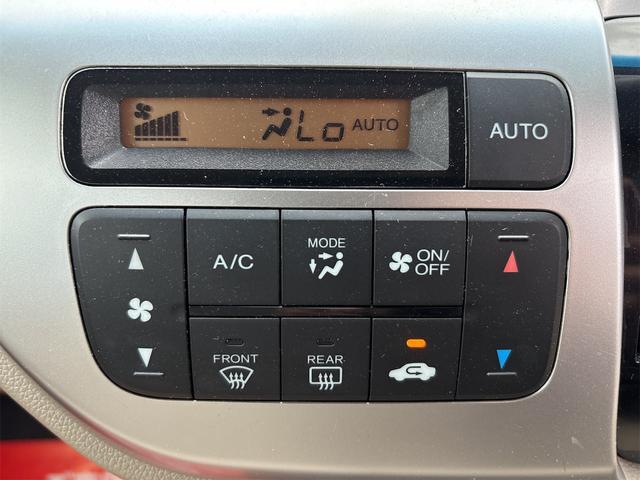 Lo AUTO
AUTO
A/C
MODE
ON/
OFF
FRONT
REAR